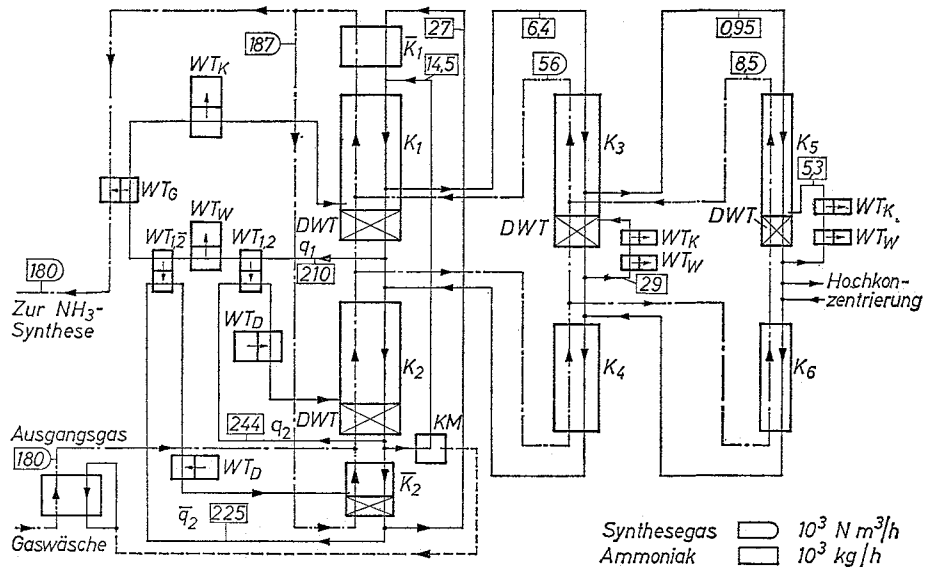 187
K̄1
27
6,4
0,95
14,5
56
8,5
WTK
K1
K3
K5
5,3
WTG
WTW
DWT
WTK
WTK
WT1,2̄
WT1,2
q1
210
DWT
WTW
DWT
WTW
29
180
Zur NH3-
Synthese
Hochkon-
zentrierung
WTD
K2
K4
K6
DWT
KM
Ausgangsgas
180
244
q2
WTD
K̄2
q̄2
225
Gaswäsche
Synthesegas 10³ N m³/h
Ammoniak 10³ kg/h